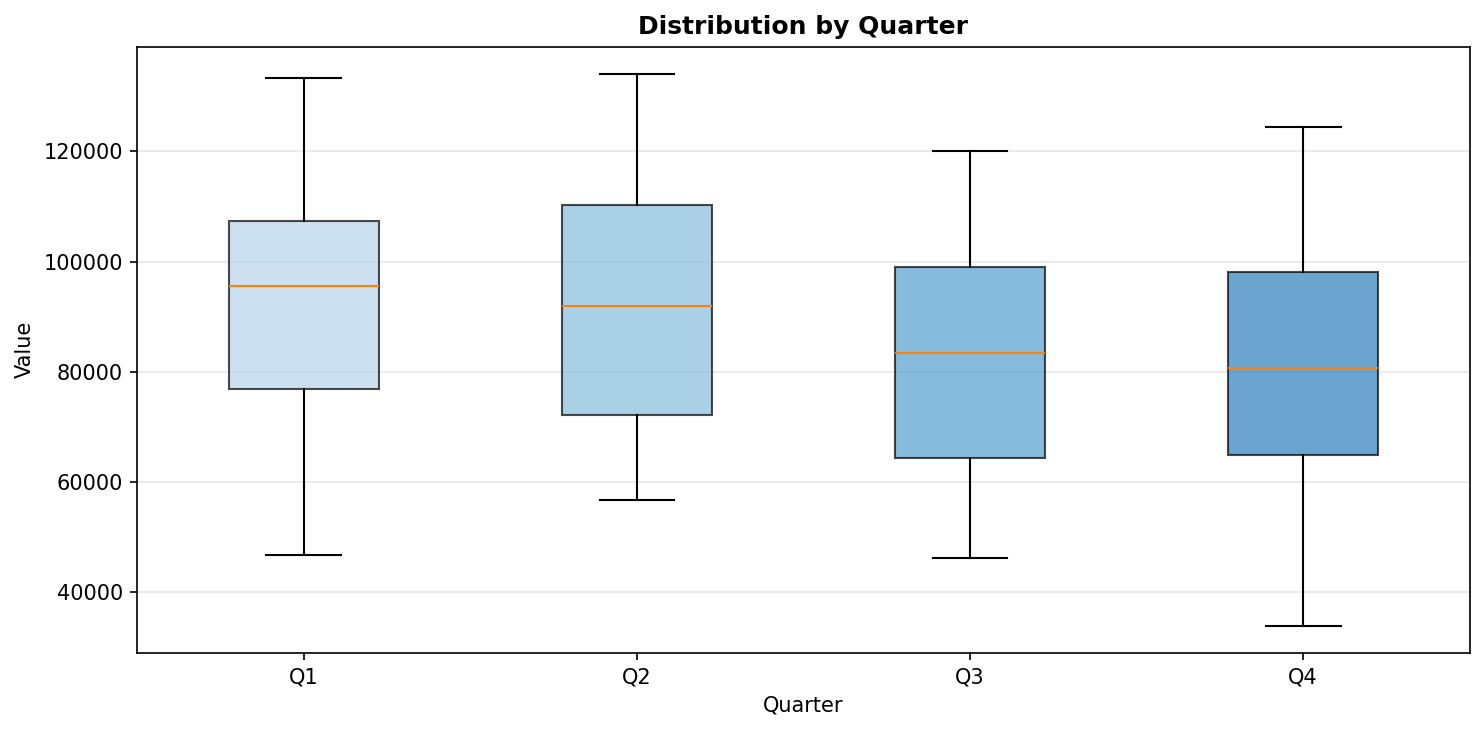 Distribution by Quarter
Value
120000
100000
80000
60000
40000
Q1 Q2 Q3 Q4
Quarter